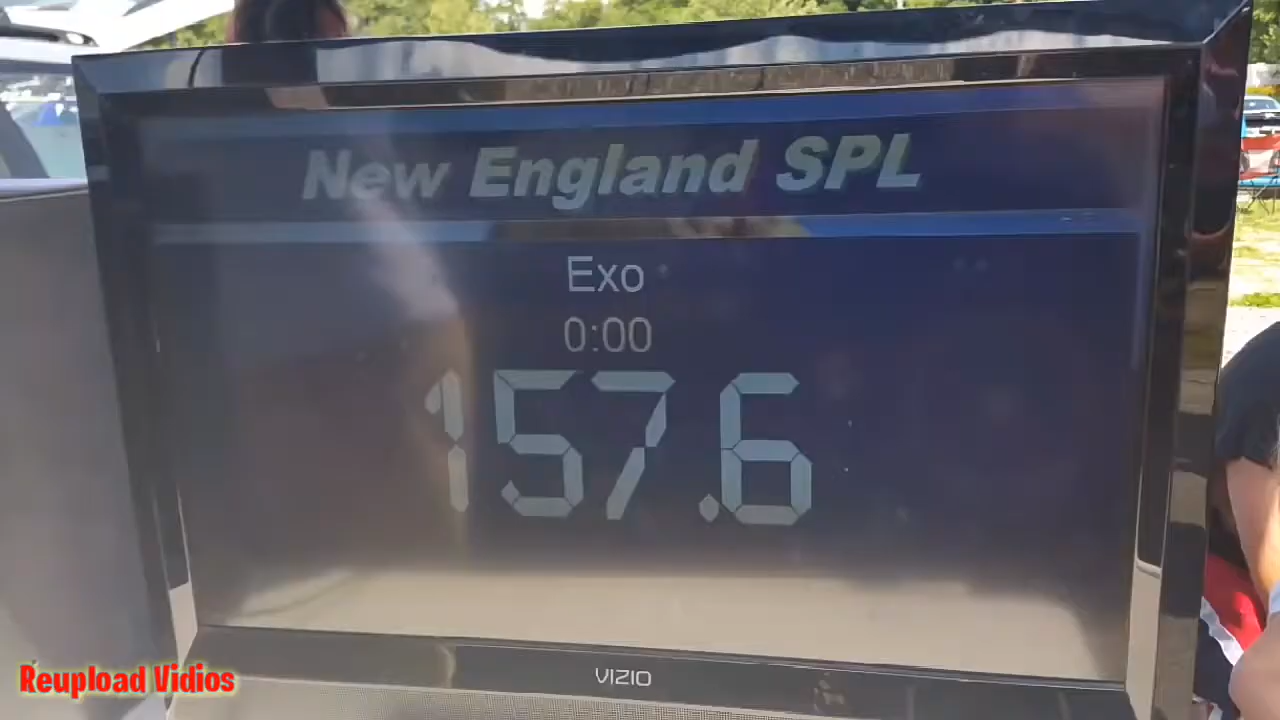 New England SPL
Exo
0:00
157.6
VIZIO
Reupload Vidios